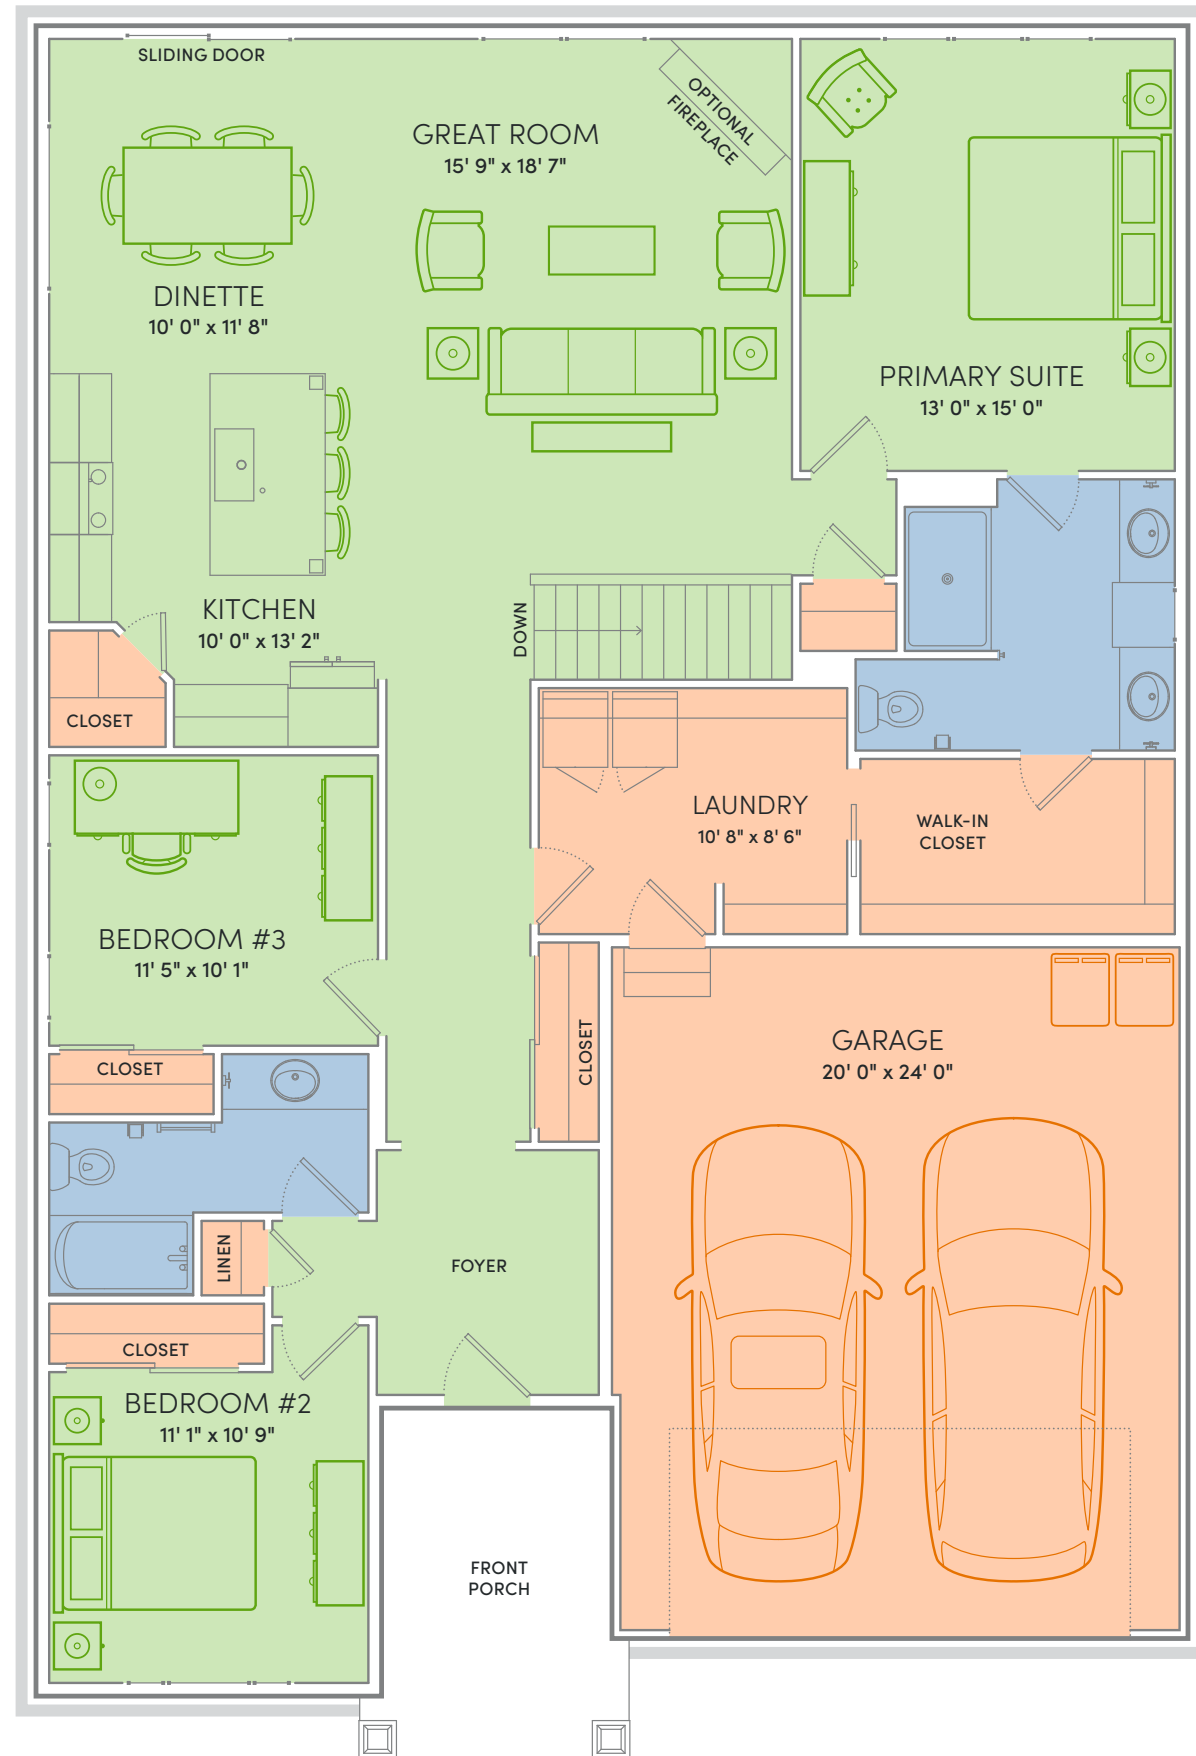 SLIDING DOOR
GREAT ROOM
15' 9" x 18' 7"
OPTIONAL
FIREPLACE
DINETTE
10' 0" x 11' 8"
PRIMARY SUITE
13' 0" x 15' 0"
KITCHEN
10' 0" x 13' 2"
DOWN
CLOSET
LAUNDRY
10' 8" x 8' 6"
WALK-IN
CLOSET
BEDROOM #3
11' 5" x 10' 1"
CLOSET
CLOSET
GARAGE
20' 0" x 24' 0"
LINEN
FOYER
CLOSET
BEDROOM #2
11' 1" x 10' 9"
FRONT
PORCH